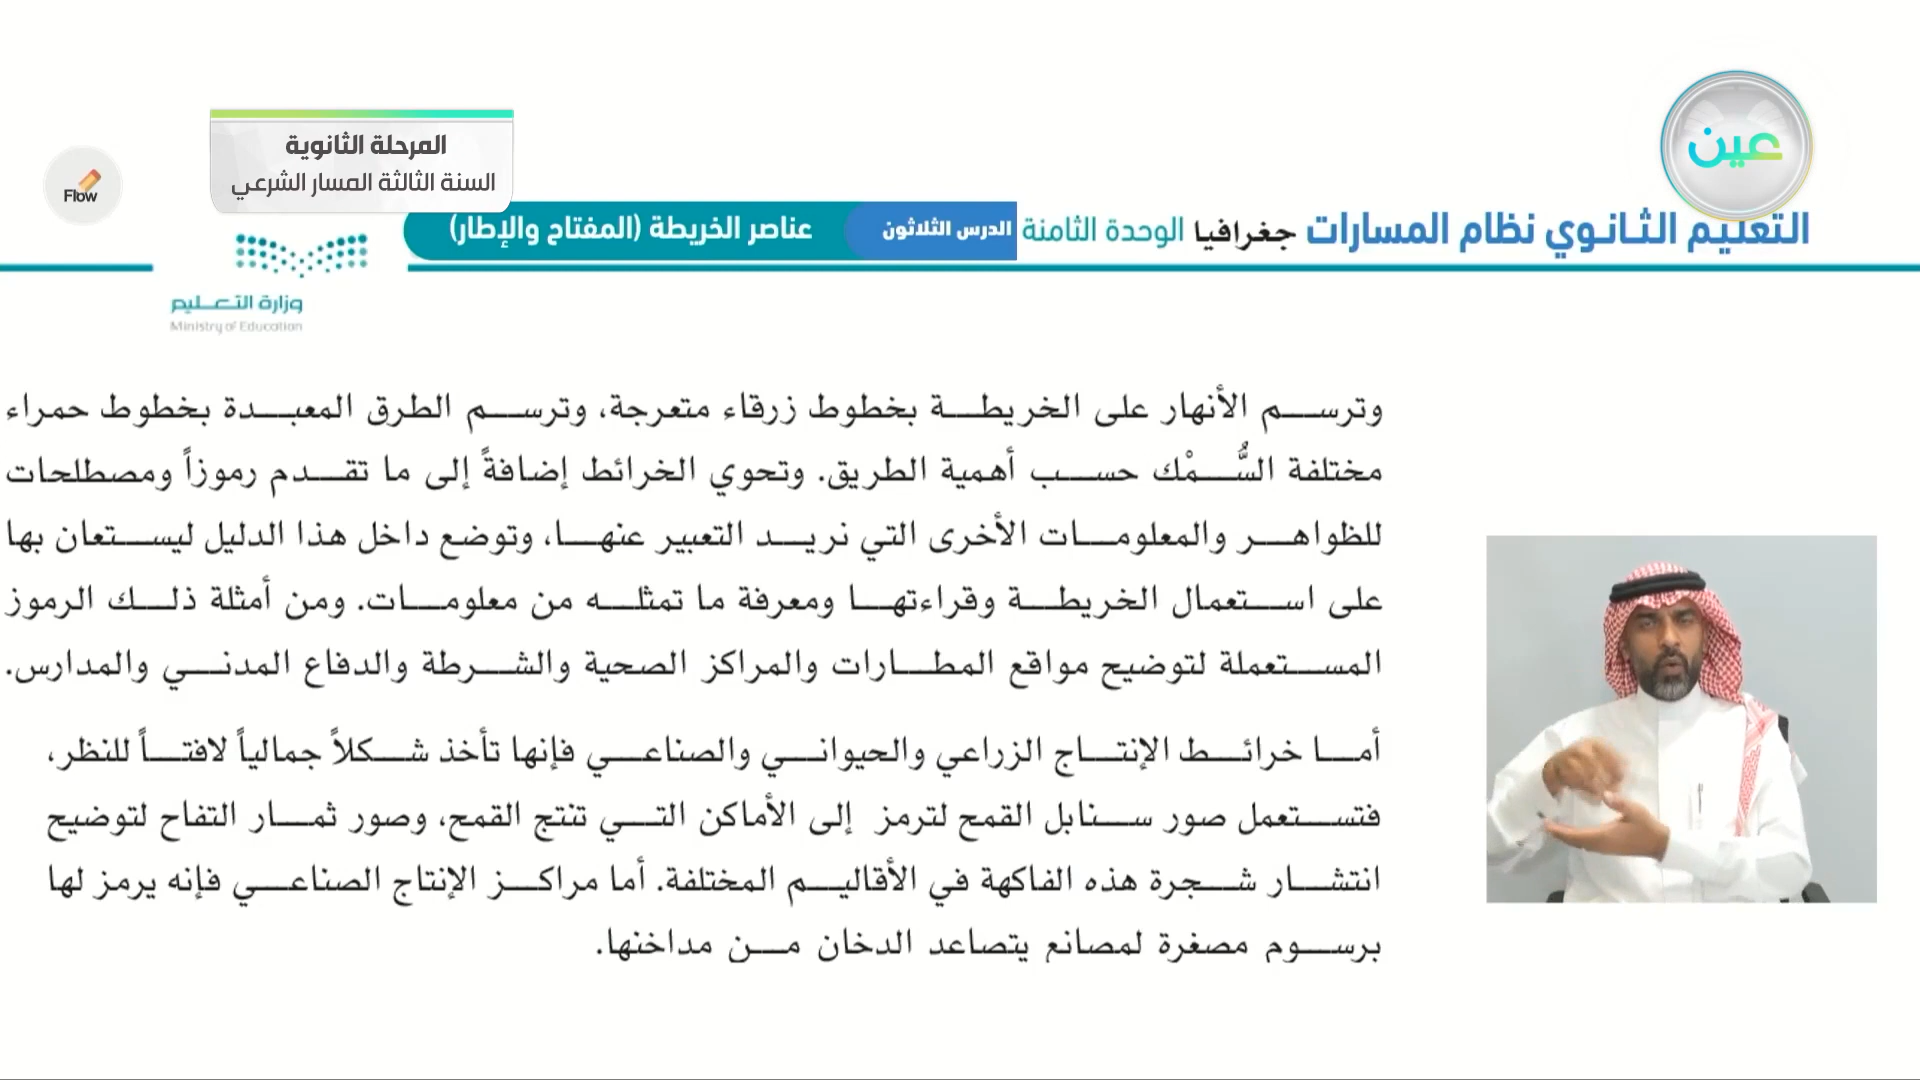 عين
المرحلة الثانوية
السنة الثالثة المسار الشرعي
Flow
التعليم الثانوي نظام المسارات جغرافيا الوحدة الثامنة الدرس الثلاثون عناصر الخريطة (المفتاح والإطار)
وزارة التعليم
Ministry of Education
وترسم الأنهار على الخريطة بخطوط زرقاء متعرجة، وترسم الطرق المعبدة بخطوط حمراء
مختلفة السُّمْك حسب أهمية الطريق. وتحوي الخرائط إضافةً إلى ما تقدم رموزاً ومصطلحات
للظواهر والمعلومات الأخرى التي نريد التعبير عنها، وتوضع داخل هذا الدليل ليستعان بها
على استعمال الخريطة وقراءتها ومعرفة ما تمثله من معلومات. ومن أمثلة ذلك الرموز
المستعملة لتوضيح مواقع المطارات والمراكز الصحية والشرطة والدفاع المدني والمدارس.
أما خرائط الإنتاج الزراعي والحيواني والصناعي فإنها تأخذ شكلاً جمالياً لافتاً للنظر،
فتستعمل صور سنابل القمح لترمز إلى الأماكن التي تنتج القمح، وصور ثمار التفاح لتوضيح
انتشار شجرة هذه الفاكهة في الأقاليم المختلفة. أما مراكز الإنتاج الصناعي فإنه يرمز لها
برسوم مصغرة لمصانع يتصاعد الدخان من مداخنها.